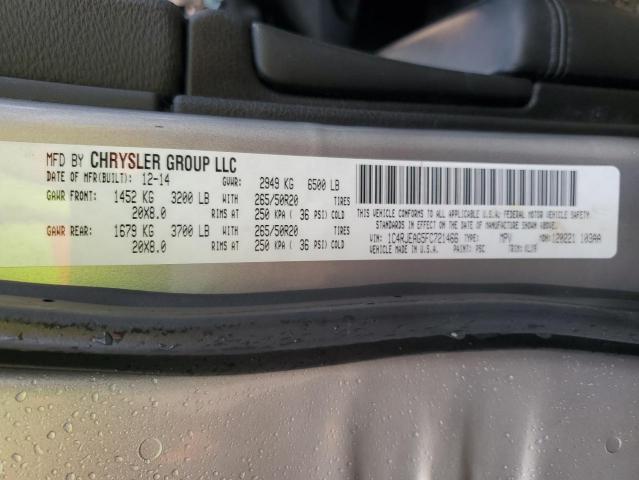 MFD BY CHRYSLER GROUP LLC
DATE OF MFR(BUILT): 12-14 GVWR: 2949 KG 6500 LB
GAWR FRONT: 1452 KG 3200 LB WITH 265/50R20 TIRES
20X8.0 RIMS AT 250 KPA ( 36 PSI) COLD
GAWR REAR: 1679 KG 3700 LB WITH 265/50R20 TIRES
20X8.0 RIMS AT 250 KPA ( 36 PSI) COLD
THIS VEHICLE CONFORMS TO ALL APPLICABLE U.S.A. FEDERAL MOTOR VEHICLE SAFETY
STANDARDS IN EFFECT ON THE DATE OF MANUFACTURE SHOWN ABOVE.
VIN: 1C4RJEAG5FC721466 TYPE: MPV MDH: 120221 109AA
VEHICLE MADE IN U.S.A. PAINT: PSC TRIM: